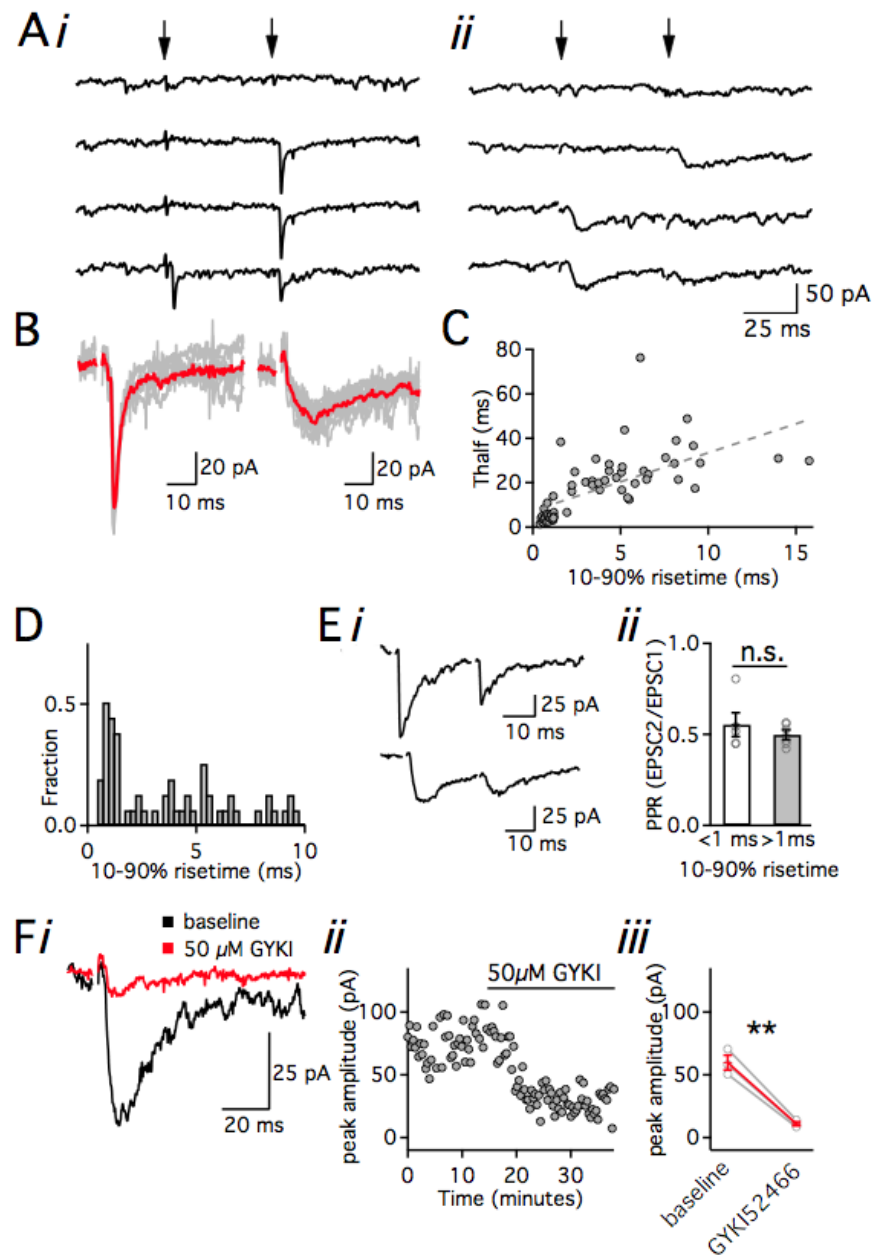 A i
ii
50 pA
25 ms
B
20 pA
10 ms
20 pA
10 ms
C
80
60
40
20
0
Thalf (ms)
0 5 10 15
10-90% risetime (ms)
D
0.5
0.0
Fraction
0 5 10
10-90% risetime (ms)
E i
25 pA
10 ms
25 pA
10 ms
ii
1.0
0.5
0.0
PPR (EPSC2/EPSC1)
n.s.
<1 ms >1ms
10-90% risetime
F i
baseline
50 µM GYKI
25 pA
20 ms
ii
50µM GYKI
100
50
0
peak amplitude (pA)
0 10 20 30
Time (minutes)
iii
**
100
50
0
peak amplitude (pA)
baseline
GYKI52466